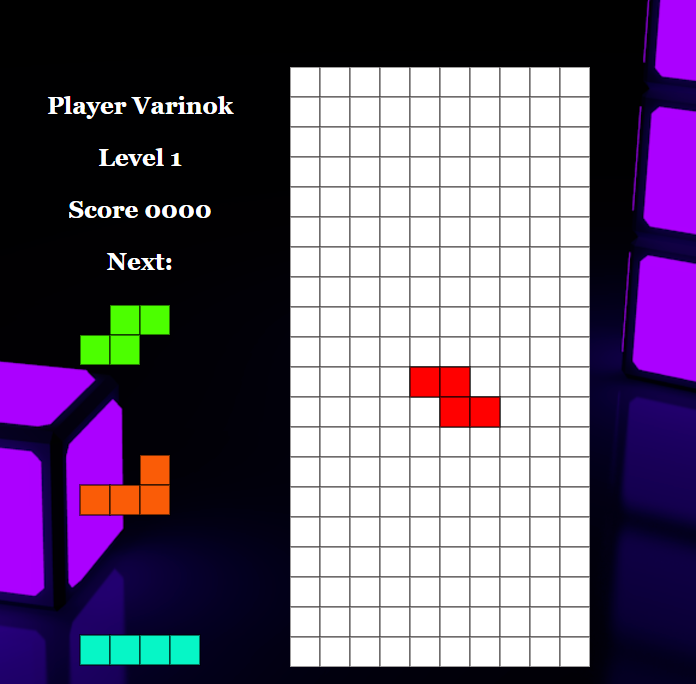 Player Varinok
Level 1
Score 0000
Next: